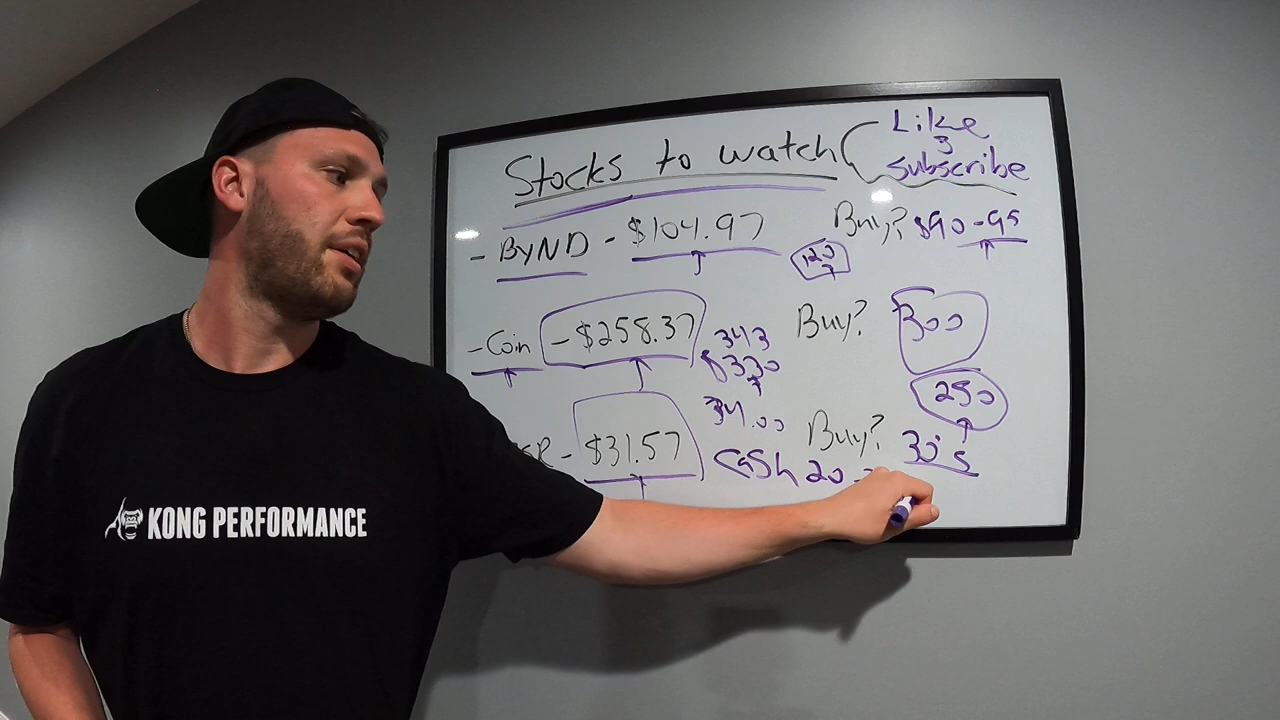 Stocks to watch
Like
&
Subscribe
- BYND - $104.97
120
Buy? $90-95
- Coin - $258.37
343
$330
Buy? 300
250
- $31.57
34.00
Buy? 30's
Cash 20
KONG PERFORMANCE